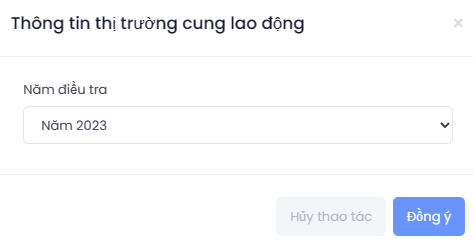 Thông tin thị trường cung lao động
×
Năm điều tra
Năm 2023
Hủy thao tác
Đồng ý